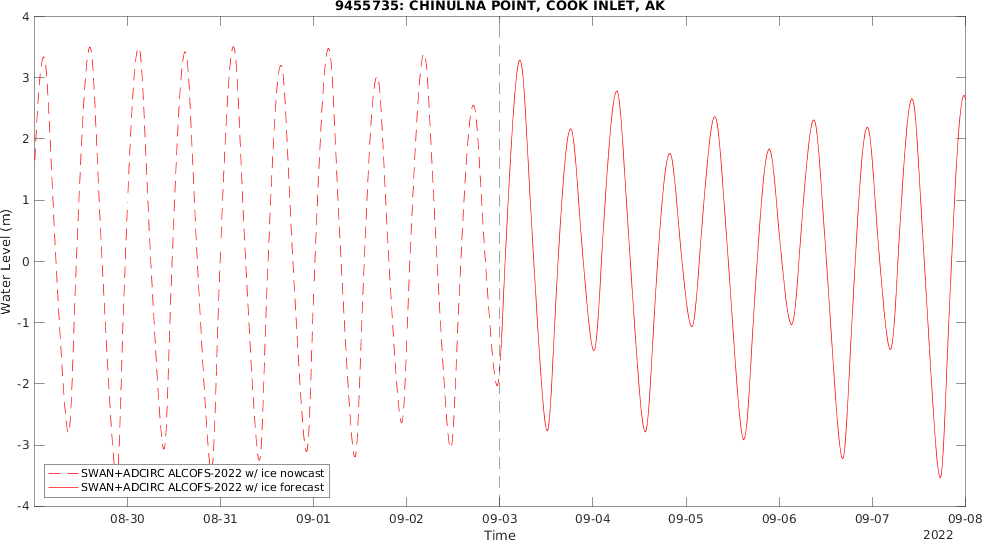 9455735: CHINULNA POINT, COOK INLET, AK
4
3
2
1
0
-1
-2
-3
-4
Water Level (m)
SWAN+ADCIRC ALCOFS-2022 w/ ice nowcast
SWAN+ADCIRC ALCOFS-2022 w/ ice forecast
08-30 08-31 09-01 09-02 09-03 09-04 09-05 09-06 09-07 09-08
Time
2022